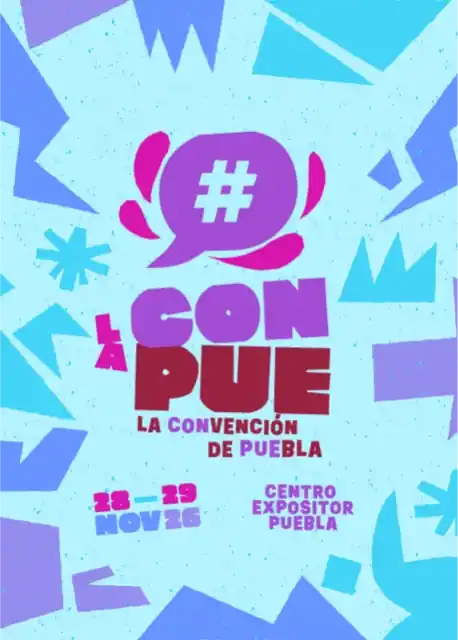 #
LA
CON
PUE
LA CONVENCIÓN
DE PUEBLA
28 — 29
NOV 26
CENTRO
EXPOSITOR
PUEBLA